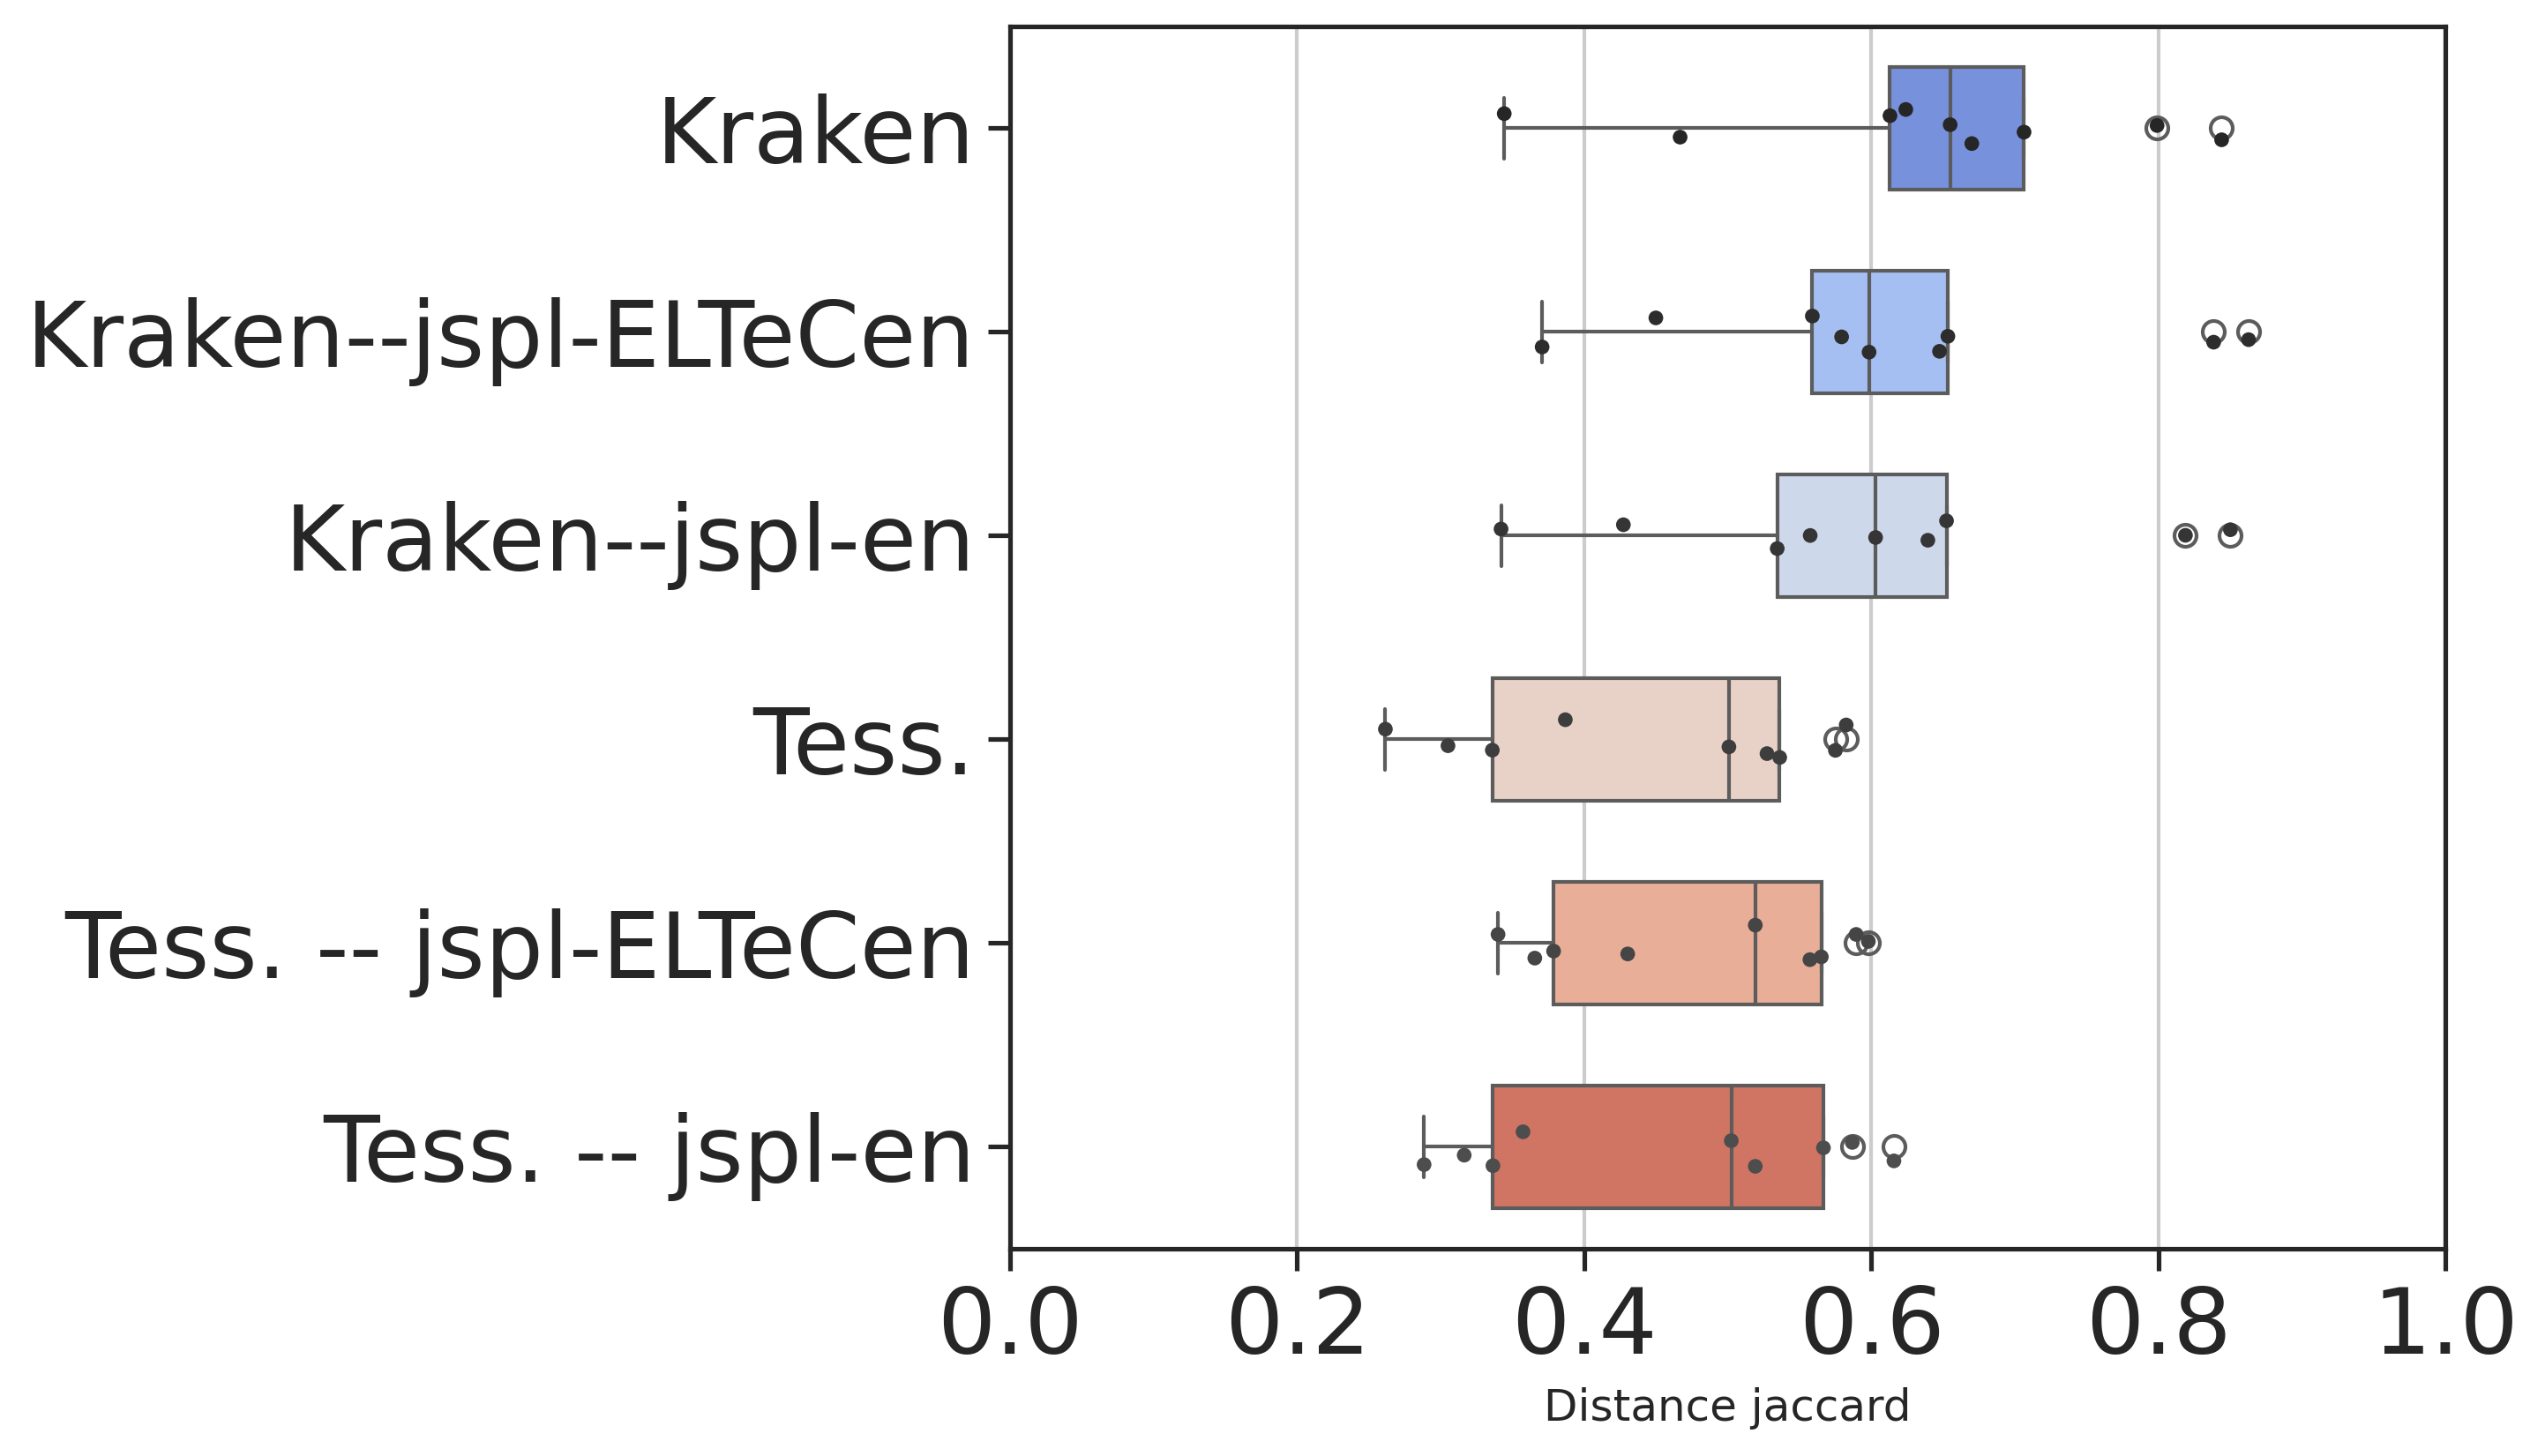 Kraken
Kraken--jspl-ELTeCen
Kraken--jspl-en
Tess.
Tess. -- jspl-ELTeCen
Tess. -- jspl-en
0.0 0.2 0.4 0.6 0.8 1.0
Distance jaccard